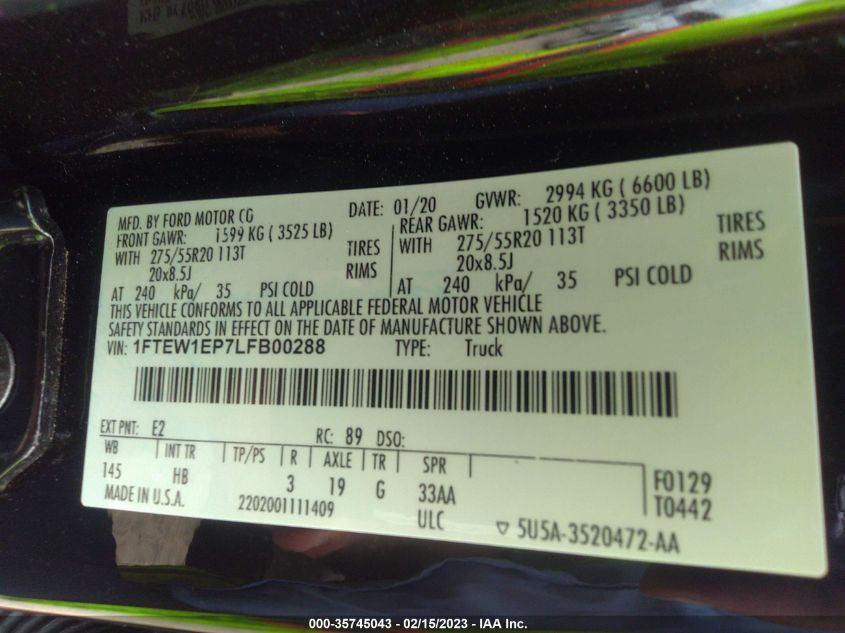 MFD. BY FORD MOTOR CO DATE: 01/20 GVWR: 2994 KG ( 6600 LB)
FRONT GAWR: 1599 KG ( 3525 LB) REAR GAWR: 1520 KG ( 3350 LB)
WITH 275/55R20 113T TIRES WITH 275/55R20 113T TIRES
20x8.5J RIMS 20x8.5J RIMS
AT 240 kPa/ 35 PSI COLD AT 240 kPa/ 35 PSI COLD
THIS VEHICLE CONFORMS TO ALL APPLICABLE FEDERAL MOTOR VEHICLE
SAFETY STANDARDS IN EFFECT ON THE DATE OF MANUFACTURE SHOWN ABOVE.
VIN: 1FTEW1EP7LFB00288 TYPE: Truck
EXT PNT: E2 RC: 89 DSO:
WB INT TR TP/PS R AXLE TR SPR
145 HB 3 19 G 33AA F0129
MADE IN U.S.A. 2202001111409 ULC T0442
5U5A-3520472-AA
000-35745043 - 02/15/2023 - IAA Inc.